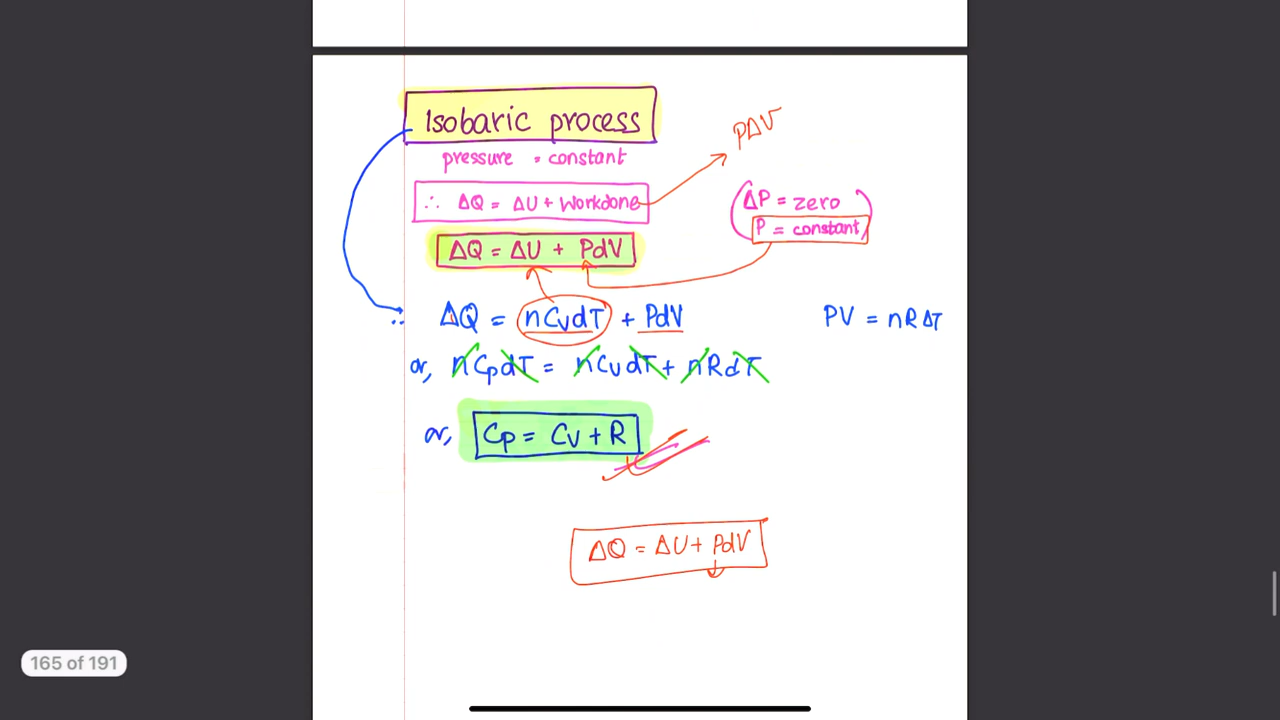 Isobaric process
pressure = constant
PΔV
∴ ΔQ = ΔU + Workdone
(ΔP = zero
P = constant)
ΔQ = ΔU + PdV
∴ ΔQ = nCvdT + PdV
PV = nRΔT
or, nCpdT = nCvdT + nRdT
or, Cp = Cv + R
ΔQ = ΔU + PdV
165 of 191